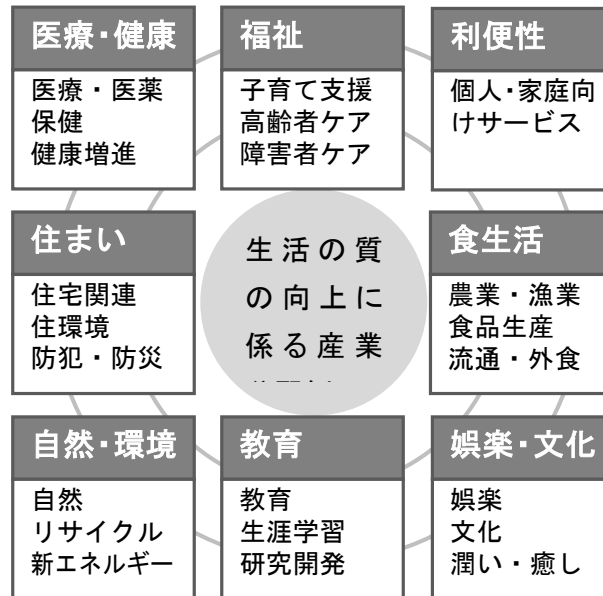 医療・健康
医療・医薬
保健
健康増進
福祉
子育て支援
高齢者ケア
障害者ケア
利便性
個人・家庭向
けサービス
住まい
住宅関連
住環境
防犯・防災
生活の質
の向上に
係る産業
食生活
農業・漁業
食品生産
流通・外食
自然・環境
自然
リサイクル
新エネルギー
教育
教育
生涯学習
研究開発
娯楽・文化
娯楽
文化
潤い・癒し